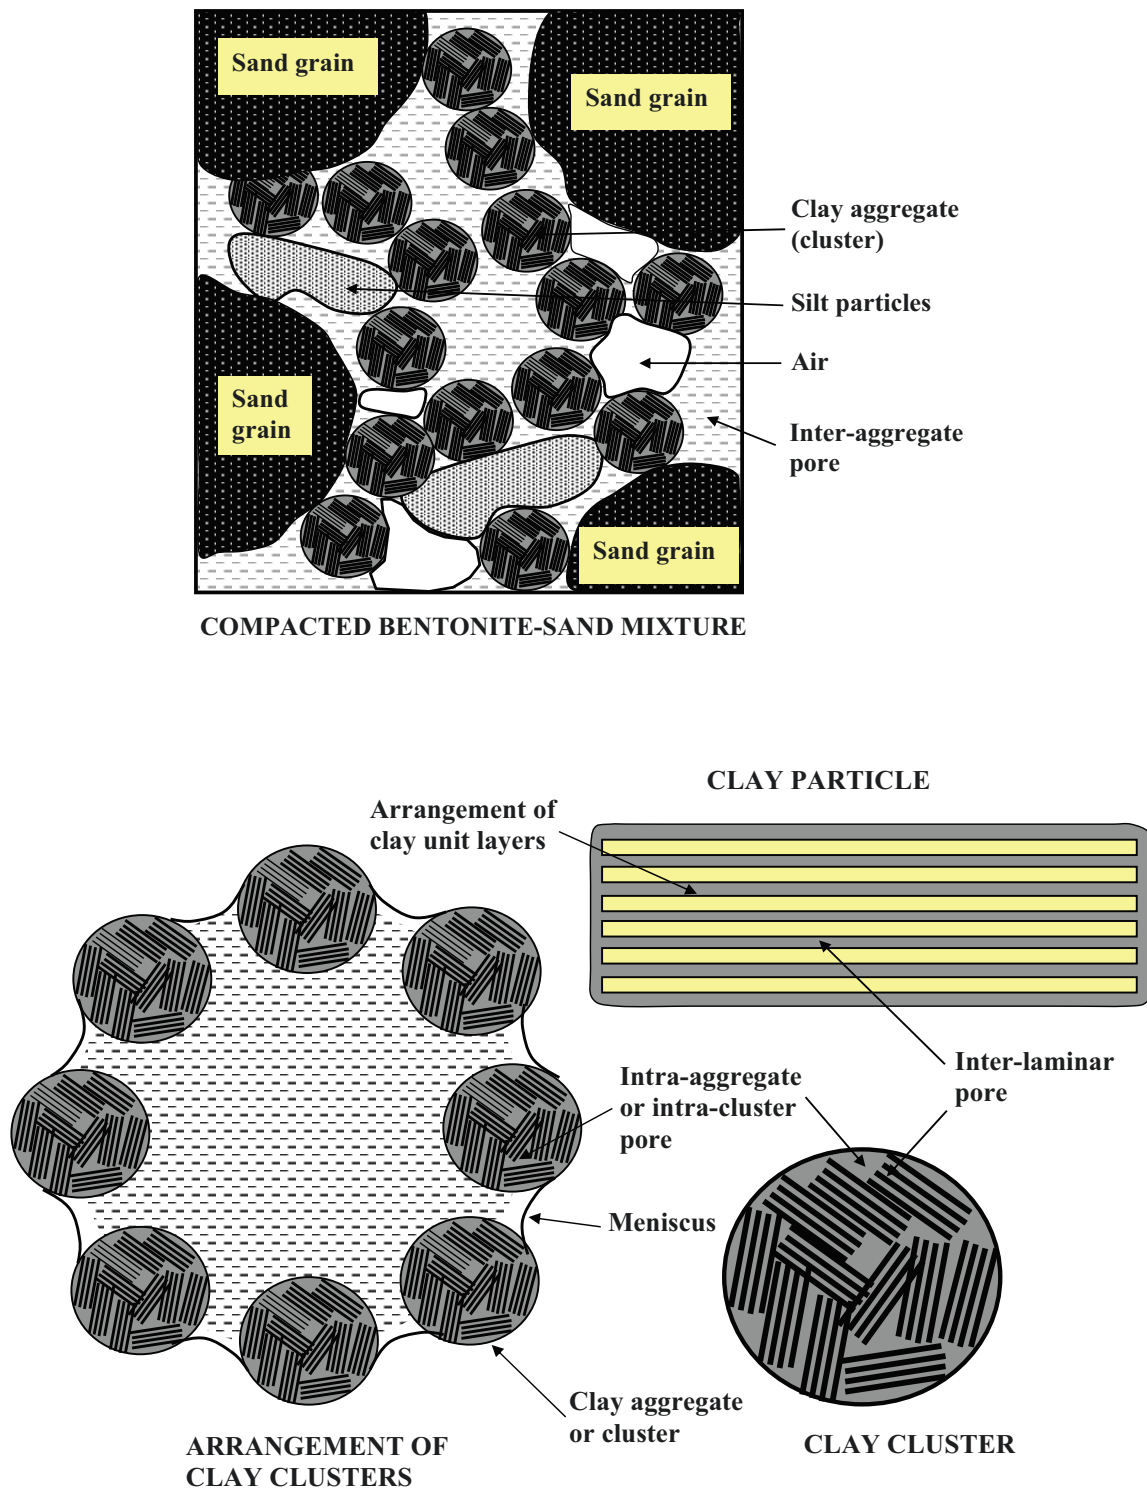 Sand grain
Sand grain
Clay aggregate
(cluster)
Silt particles
Air
Sand
grain
Inter-aggregate
pore
Sand grain
COMPACTED BENTONITE-SAND MIXTURE
CLAY PARTICLE
Arrangement of
clay unit layers
Intra-aggregate
or intra-cluster
pore
Inter-laminar
pore
Meniscus
Clay aggregate
or cluster
CLAY CLUSTER
ARRANGEMENT OF
CLAY CLUSTERS